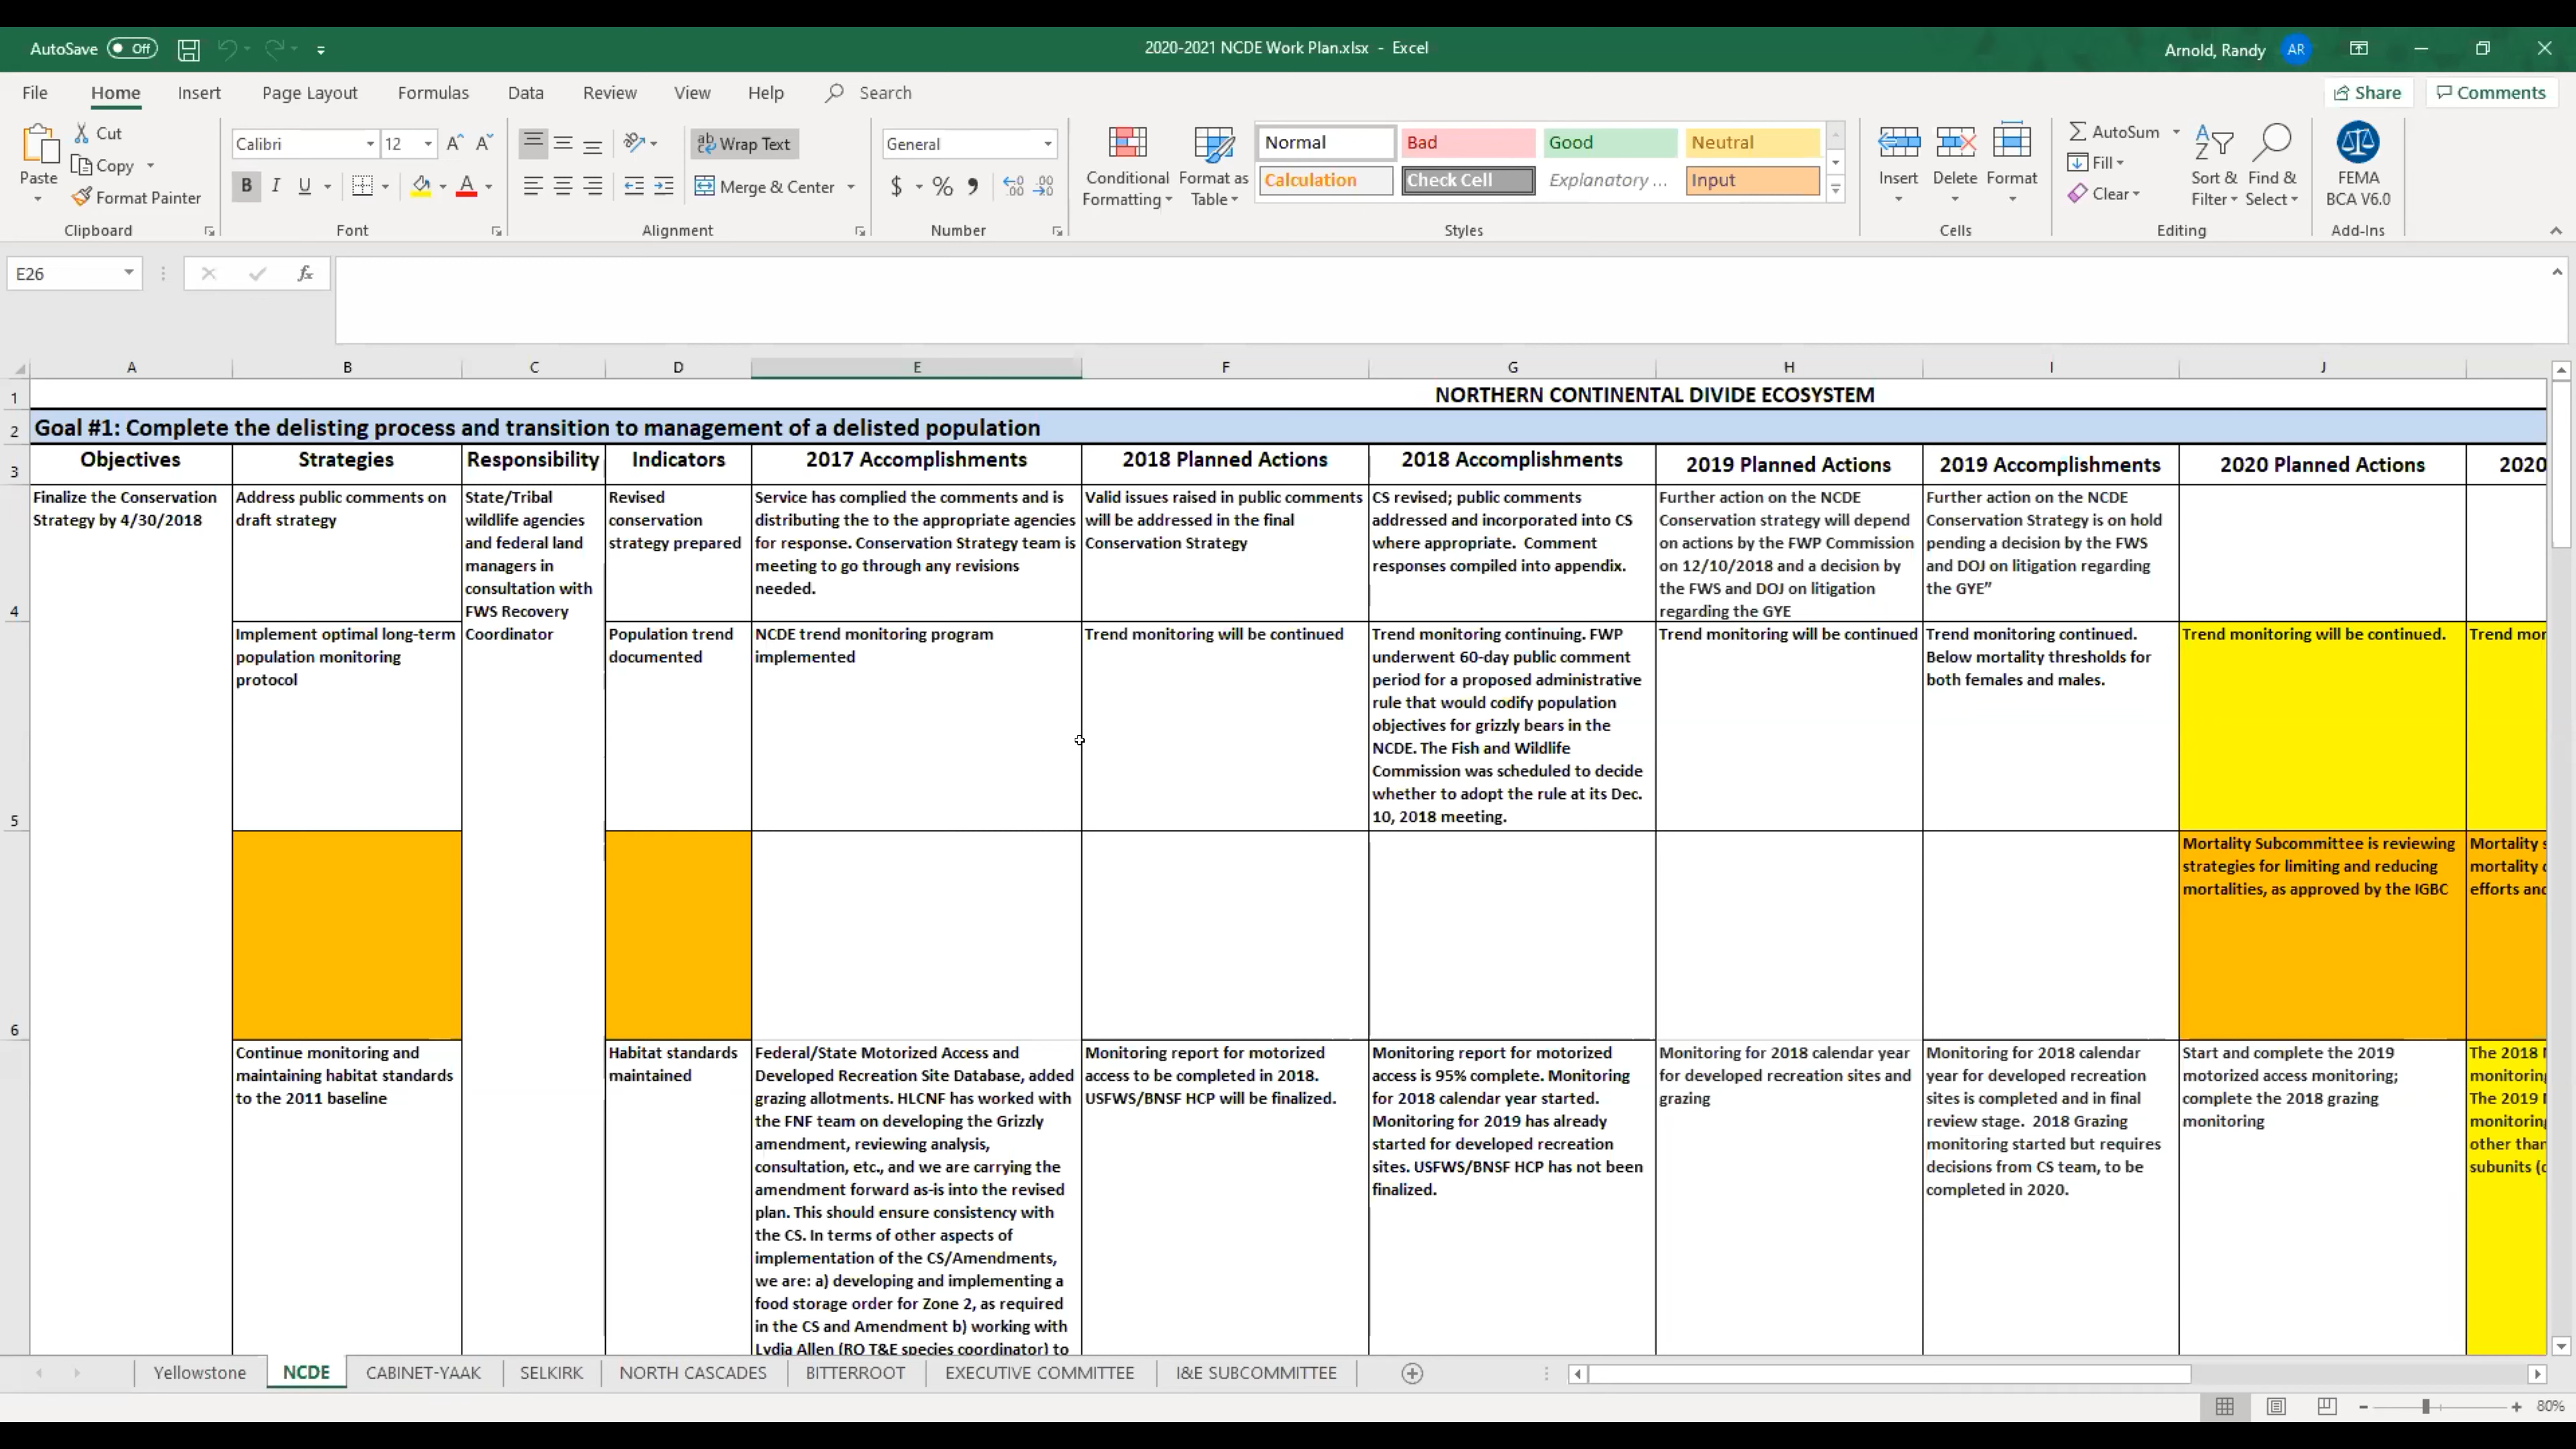 AutoSave Off
2020-2021 NCDE Work Plan.xlsx - Excel
Arnold, Randy AR
File Home Insert Page Layout Formulas Data Review View Help Search
Share Comments
Paste
Cut
Copy
Format Painter
Clipboard
Calibri 12
B I U
Font
Wrap Text
Merge & Center
Alignment
General
$ % 9
Number
Conditional Formatting
Format as Table
Normal Bad Good Neutral
Calculation Check Cell Explanatory ... Input
Styles
Insert Delete Format
Cells
AutoSum
Fill
Clear
Sort & Filter
Find & Select
Editing
FEMA
BCA V6.0
Add-Ins
E26
fx
A B C D E F G H I J
1
NORTHERN CONTINENTAL DIVIDE ECOSYSTEM
2
Goal #1: Complete the delisting process and transition to management of a delisted population
3
Objectives
Strategies
Responsibility
Indicators
2017 Accomplishments
2018 Planned Actions
2018 Accomplishments
2019 Planned Actions
2019 Accomplishments
2020 Planned Actions
2020
4
Finalize the Conservation
Strategy by 4/30/2018
Address public comments on
draft strategy
State/Tribal
wildlife agencies
and federal land
managers in
consultation with
FWS Recovery
Coordinator
Revised
conservation
strategy prepared
Service has complied the comments and is
distributing the to the appropriate agencies
for response. Conservation Strategy team is
meeting to go through any revisions
needed.
Valid issues raised in public comments
will be addressed in the final
Conservation Strategy
CS revised; public comments
addressed and incorporated into CS
where appropriate. Comment
responses compiled into appendix.
Further action on the NCDE
Conservation strategy will depend
on actions by the FWP Commission
on 12/10/2018 and a decision by
the FWS and DOJ on litigation
regarding the GYE
Further action on the NCDE
Conservation Strategy is on hold
pending a decision by the FWS
and DOJ on litigation regarding
the GYE”
5
Implement optimal long-term
population monitoring
protocol
Population trend
documented
NCDE trend monitoring program
implemented
Trend monitoring will be continued
Trend monitoring continuing. FWP
underwent 60-day public comment
period for a proposed administrative
rule that would codify population
objectives for grizzly bears in the
NCDE. The Fish and Wildlife
Commission was scheduled to decide
whether to adopt the rule at its Dec.
10, 2018 meeting.
Trend monitoring will be continued
Trend monitoring continued.
Below mortality thresholds for
both females and males.
Trend monitoring will be continued.
Trend
6
Mortality Subcommittee is reviewing
strategies for limiting and reducing
mortalities, as approved by the IGBC
Mortality
mortality
efforts
Continue monitoring and
maintaining habitat standards
to the 2011 baseline
Habitat standards
maintained
Federal/State Motorized Access and
Developed Recreation Site Database, added
grazing allotments. HLCNF has worked with
the FNF team on developing the Grizzly
amendment, reviewing analysis,
consultation, etc., and we are carrying the
amendment forward as-is into the revised
plan. This should ensure consistency with
the CS. In terms of other aspects of
implementation of the CS/Amendments,
we are: a) developing and implementing a
food storage order for Zone 2, as required
in the CS and Amendment b) working with
Lydia Allen (RO T&E species coordinator) to
Monitoring report for motorized
access to be completed in 2018.
USFWS/BNSF HCP will be finalized.
Monitoring report for motorized
access is 95% complete. Monitoring
for 2018 calendar year started.
Monitoring for 2019 has already
started for developed recreation
sites. USFWS/BNSF HCP has not been
finalized.
Monitoring for 2018 calendar year
for developed recreation sites and
grazing
Monitoring for 2018 calendar
year for developed recreation
sites is completed and in final
review stage. 2018 Grazing
monitoring started but requires
decisions from CS team, to be
completed in 2020.
Start and complete the 2019
motorized access monitoring;
complete the 2018 grazing
monitoring
The 2018
monitoring
The 2019
monitoring
other than
subunits
Yellowstone NCDE CABINET-YAAK SELKIRK NORTH CASCADES BITTERROOT EXECUTIVE COMMITTEE I&E SUBCOMMITTEE
80%